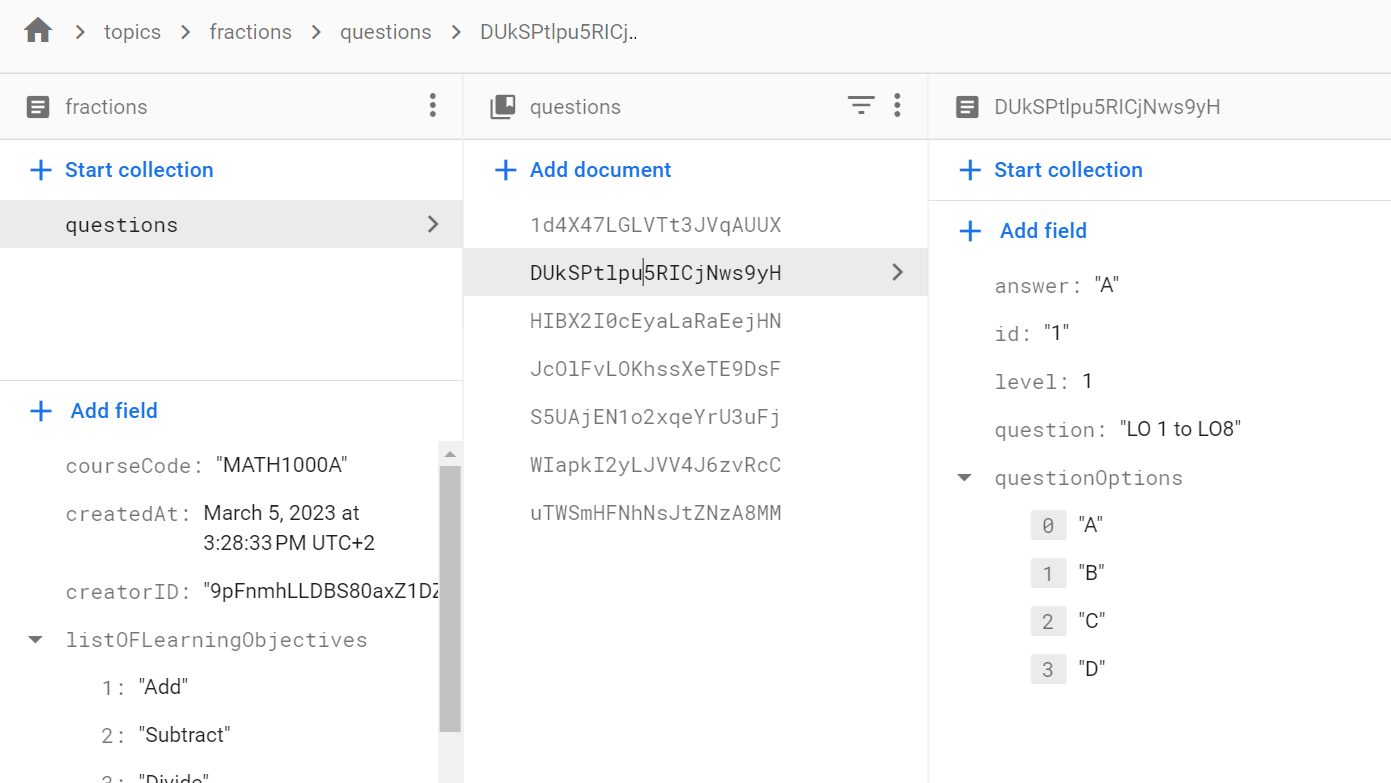 topics > fractions > questions > DUkSPtlpu5RICj..
fractions
Start collection
questions
Add field
courseCode: "MATH1000A"
createdAt: March 5, 2023 at
3:28:33 PM UTC+2
creatorID: "9pFnmhLLDBS80axZ1DZ
listOFLearningObjectives
1: "Add"
2: "Subtract"
3: "Divide"
questions
Add document
1d4X47LGLVTt3JVqAUUX
DUkSPtlpu5RICjNws9yH
HIBX2I0cEyaLaRaEejHN
JcOlFvLOKhssXeTE9DsF
S5UAjEN1o2xqeYrU3uFj
WIapkI2yLJVV4J6zvRcC
uTWSmHFNhNsJtZNzA8MM
DUkSPtlpu5RICjNws9yH
Start collection
Add field
answer: "A"
id: "1"
level: 1
question: "LO 1 to LO8"
questionOptions
0 "A"
1 "B"
2 "C"
3 "D"